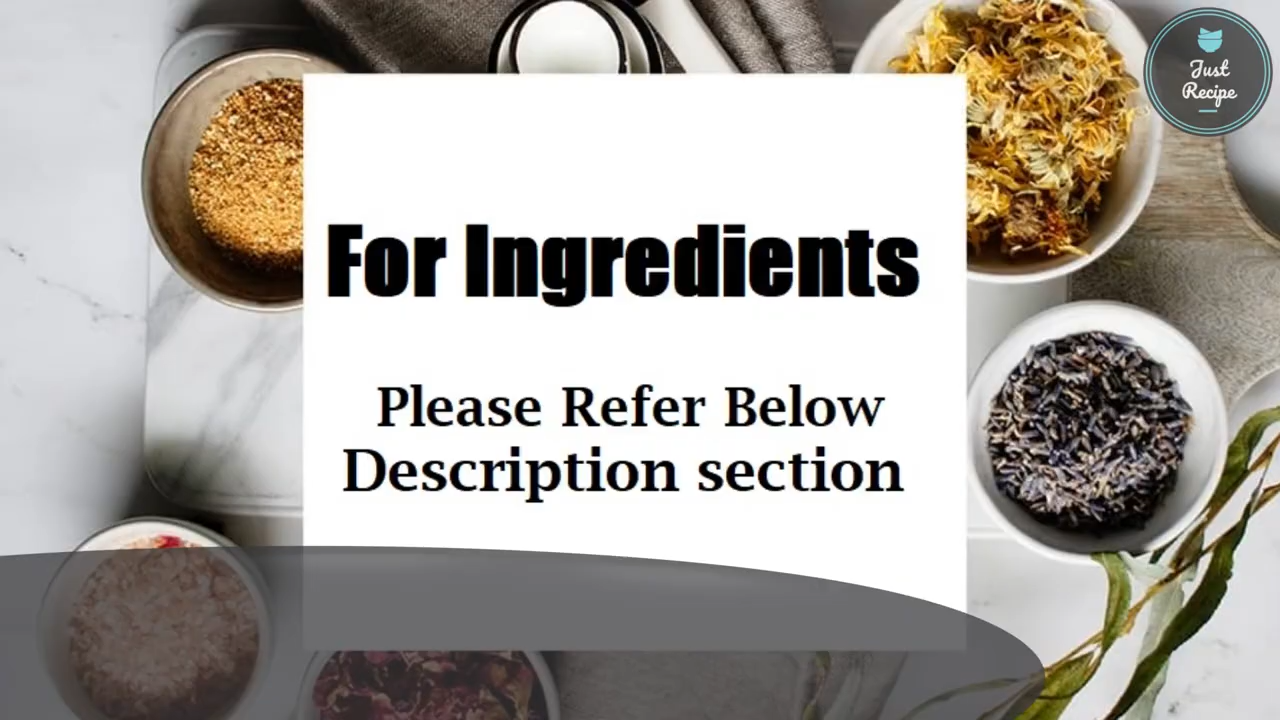 Just
Recipe
For Ingredients
Please Refer Below
Description section